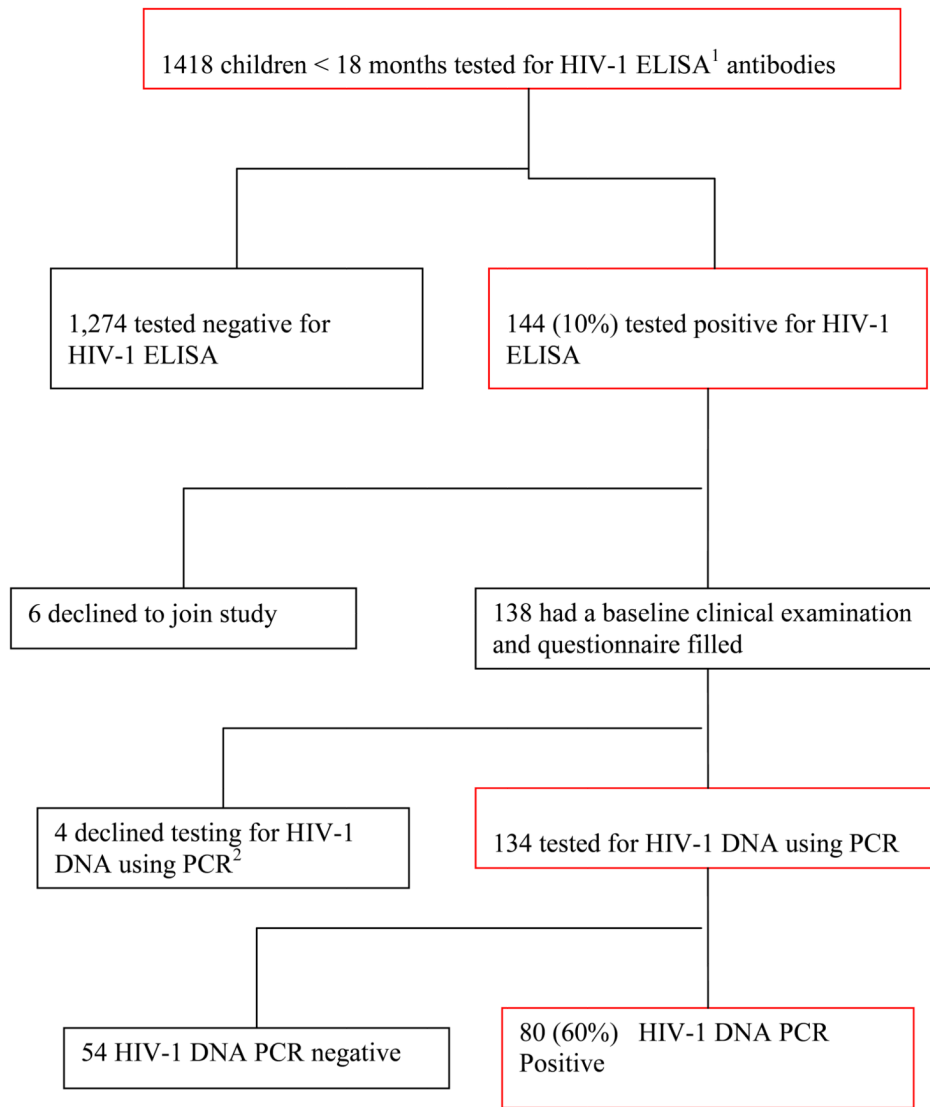 1418 children < 18 months tested for HIV-1 ELISA¹ antibodies
1,274 tested negative for
HIV-1 ELISA
144 (10%) tested positive for HIV-1
ELISA
6 declined to join study
138 had a baseline clinical examination
and questionnaire filled
4 declined testing for HIV-1
DNA using PCR²
134 tested for HIV-1 DNA using PCR
54 HIV-1 DNA PCR negative
80 (60%)   HIV-1 DNA PCR
Positive